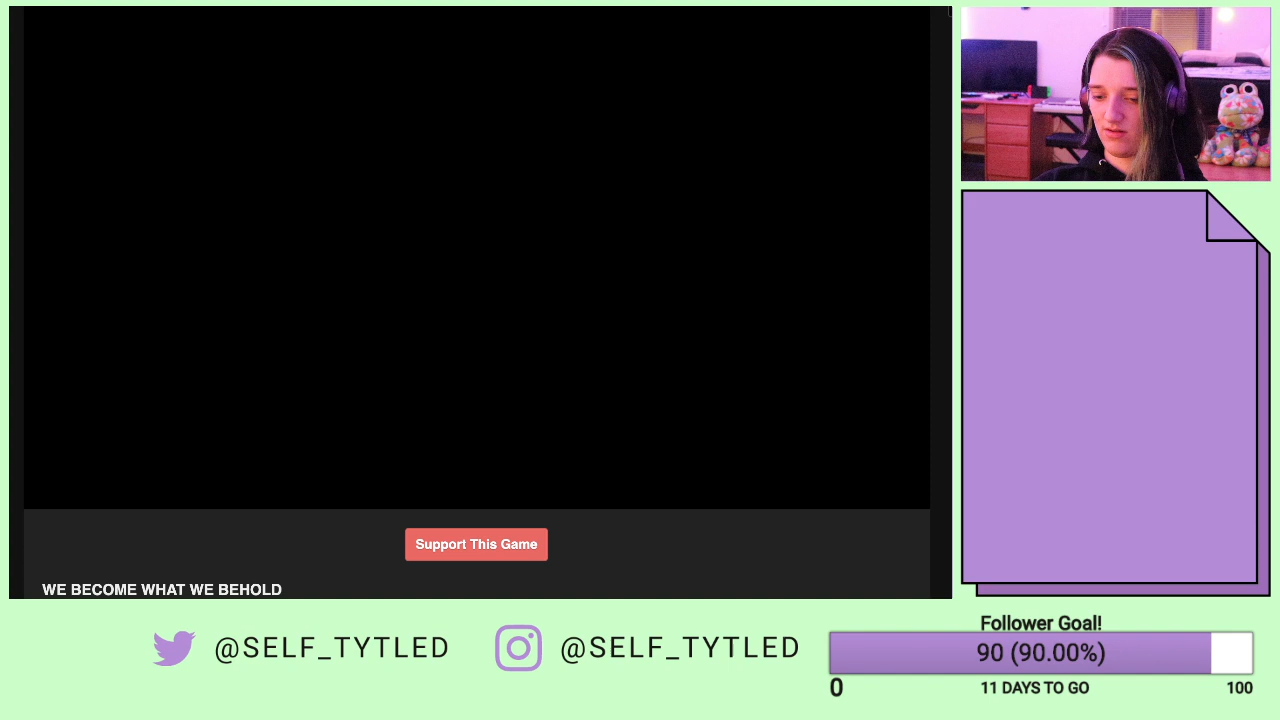 Support This Game
WE BECOME WHAT WE BEHOLD
@SELF_TYTLED
@SELF_TYTLED
Follower Goal!
90 (90.00%)
0
11 DAYS TO GO
100